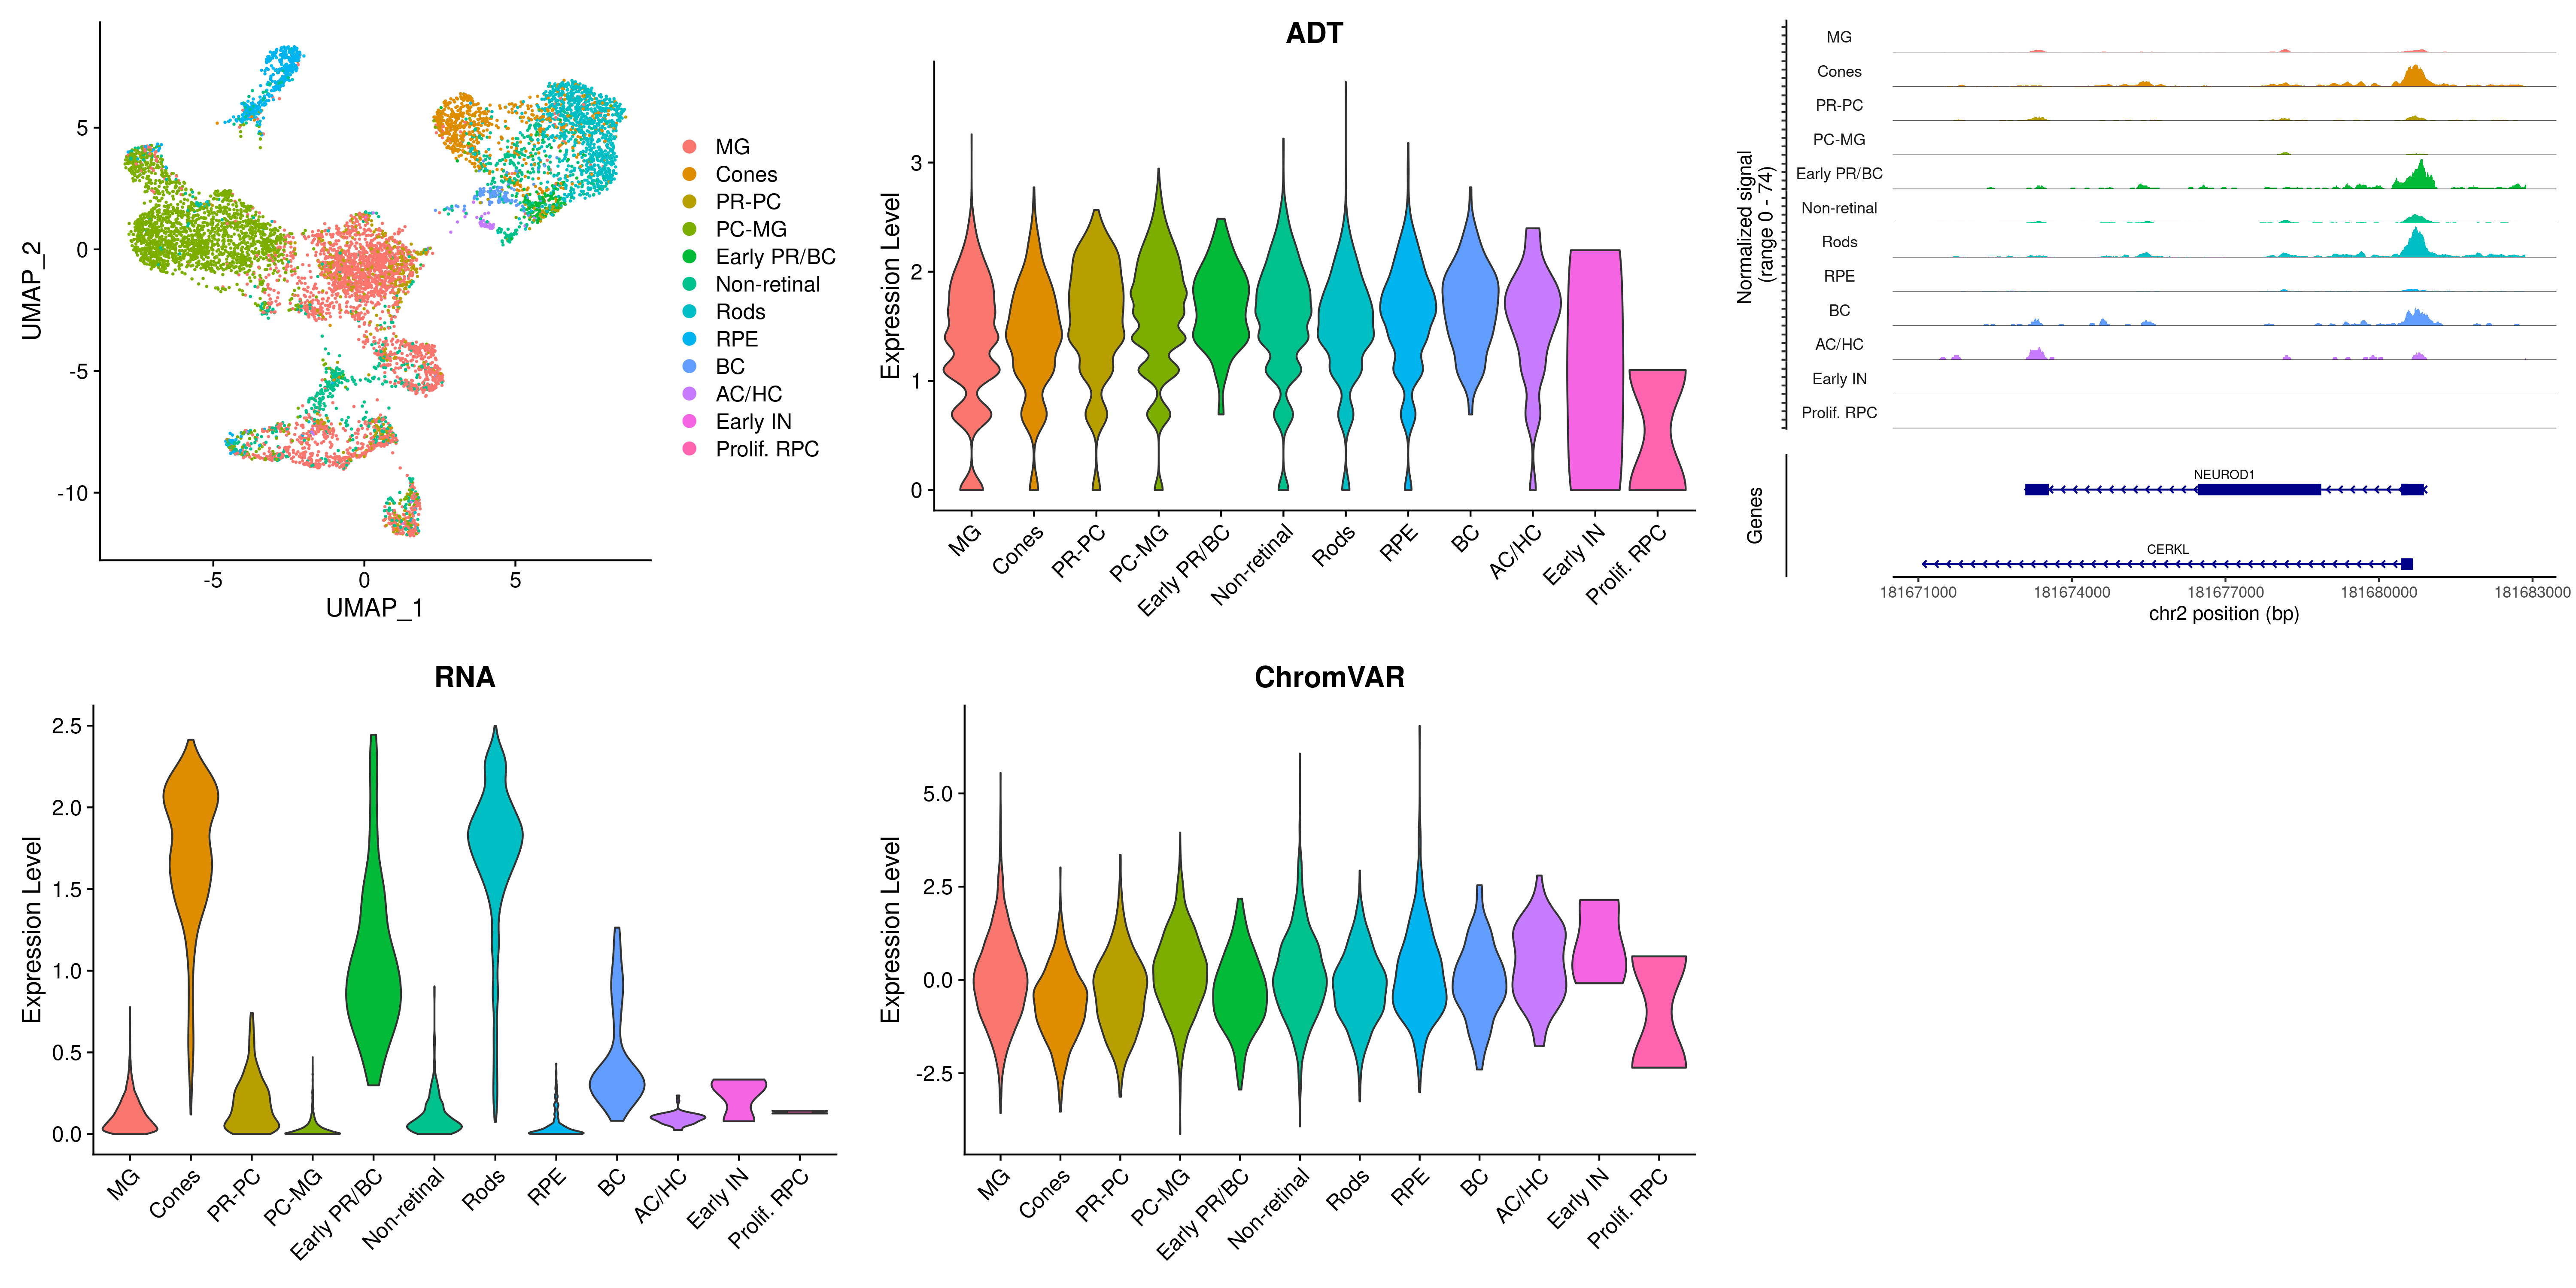 5
0
-5
-10
UMAP_2
-5
0
5
UMAP_1
MG
Cones
PR-PC
PC-MG
Early PR/BC
Non-retinal
Rods
RPE
BC
AC/HC
Early IN
Prolif. RPC
ADT
Expression Level
3
2
1
0
MG
Cones
PR-PC
PC-MG
Early PR/BC
Non-retinal
Rods
RPE
BC
AC/HC
Early IN
Prolif. RPC
Normalized signal
(range 0 - 74)
MG
Cones
PR-PC
PC-MG
Early PR/BC
Non-retinal
Rods
RPE
BC
AC/HC
Early IN
Prolif. RPC
Genes
NEUROD1
CERKL
181671000
181674000
181677000
181680000
181683000
chr2 position (bp)
RNA
Expression Level
2.5
2.0
1.5
1.0
0.5
0.0
MG
Cones
PR-PC
PC-MG
Early PR/BC
Non-retinal
Rods
RPE
BC
AC/HC
Early IN
Prolif. RPC
ChromVAR
Expression Level
5.0
2.5
0.0
-2.5
MG
Cones
PR-PC
PC-MG
Early PR/BC
Non-retinal
Rods
RPE
BC
AC/HC
Early IN
Prolif. RPC